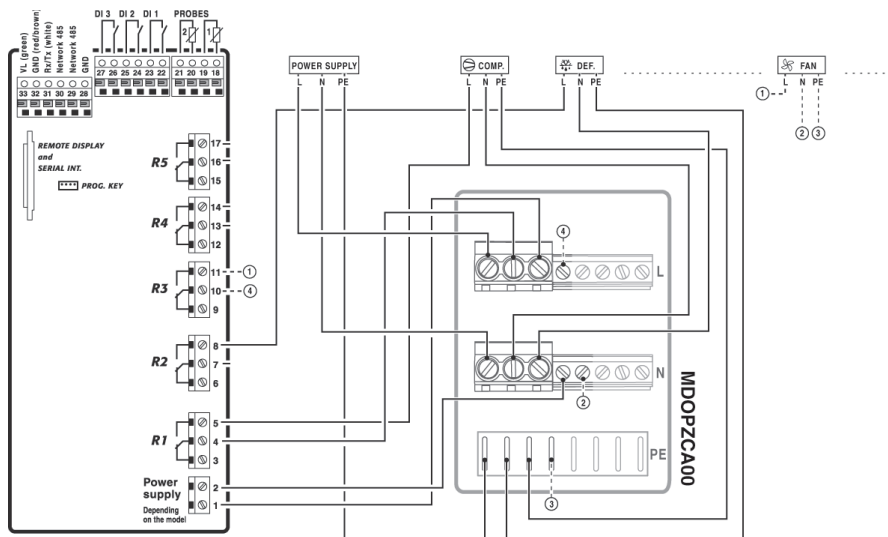 DI 3 DI 2 DI 1 PROBES
2 1
VL (green)
GND (red/brown)
Rx/Tx (white)
Network 485
Network 485
GND
27 26 25 24 23 22 21 20 19 18
33 32 31 30 29 28
REMOTE DISPLAY
and
SERIAL INT.
PROG. KEY
R5
17
16
15
R4
14
13
12
R3
11 1
10 4
9
R2
8
7
6
R1
5
4
3
Power
supply
Depending
on the model
2
1
POWER SUPPLY
L N PE
COMP.
L N PE
DEF.
L N PE
FAN
L N PE
1
2 3
4
L
N
2
PE
3
MDOPZCA00